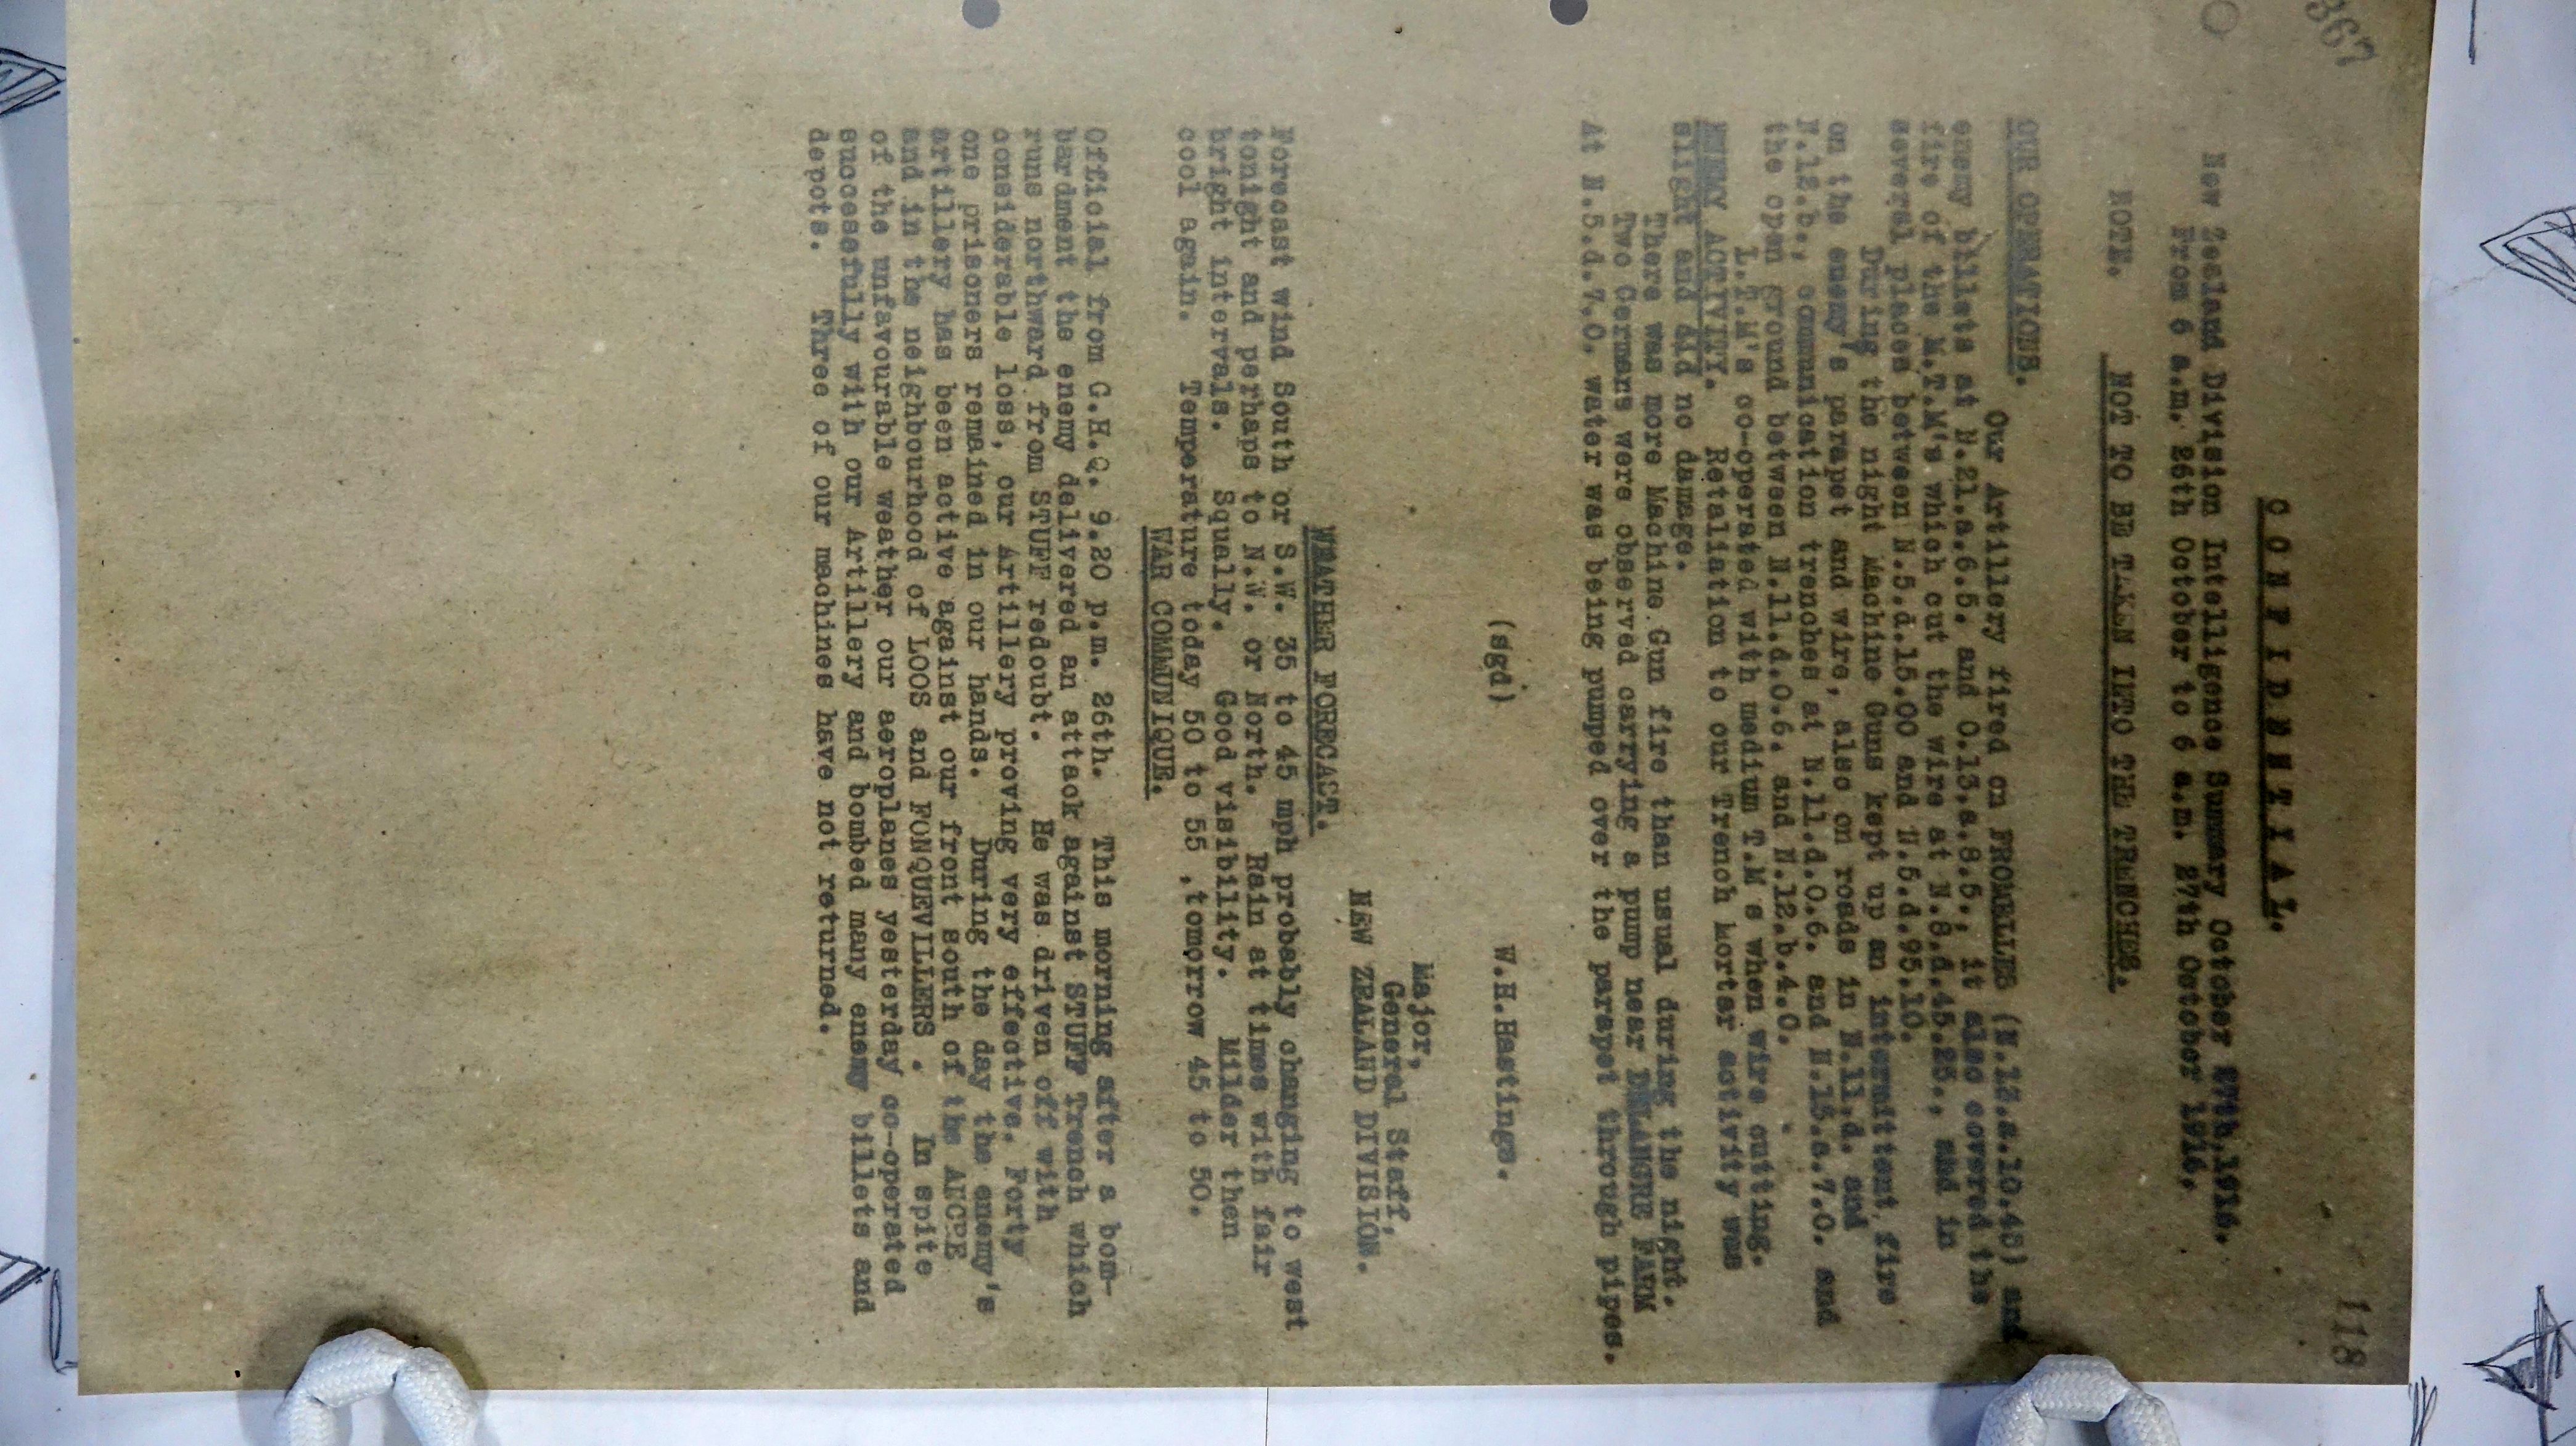 367
118
C O N F I D E N T I A L.
New Zealand Division Intelligence Summary October 27th, 1916.
From 6 a.m. 26th October to 6 a.m. 27th October 1916.
NOTE. NOT TO BE TAKEN INTO THE TRENCHES.
OUR OPERATIONS.
Our Artillery fired on FROMELLES (N.12.a.10.45) and
enemy billets at N.21.a.6.5. and O.13.a.8.5., it also covered the
fire of the M.T.M's which cut the wire at N.8.d.45.25., and in
several places between N.5.d.15.00 and N.5.d.95.10.
During the night Machine Guns kept up an intermittent fire
on the enemy's parapet and wire, also on roads in N.11.d. and
N.12.b., communication trenches at N.11.d.0.6. and N.15.a.7.0. and
the open ground between N.11.d.0.6. and N.12.b.4.0.
L.T.M's co-operated with medium T.M's when wire cutting.
ENEMY ACTIVITY. Retaliation to our Trench Mortar activity was
slight and did no damage.
There was more Machine Gun fire than usual during the night.
Two Germans were observed carrying a pump near DELANGRE FARM
At N.5.d.7.0. water was being pumped over the parapet through pipes.
(sgd) W.H.Hastings.
Major,
General Staff,
NEW ZEALAND DIVISION.
WEATHER FORECAST.
Forecast wind South or S.W. 35 to 45 mph probably changing to west
tonight and perhaps to N.W. or North. Rain at times with fair
bright intervals. Squally. Good visibility. Milder then
cool again. Temperature today 50 to 55 ,tomorrow 45 to 50.
WAR COMMUNIQUE.
Official from G.H.Q. 9.20 p.m. 26th. This morning after a bom-
bardment the enemy delivered an attack against STUFF Trench which
runs northward from STUFF redoubt. He was driven off with
considerable loss, our Artillery proving very effective. Forty
one prisoners remained in our hands. During the day the enemy's
artillery has been active against our front south of the ANCRE
and in the neighbourhood of LOOS and FONQUEVILLERS . In spite
of the unfavourable weather our aeroplanes yesterday co-operated
successfully with our Artillery and bombed many enemy billets and
depots. Three of our machines have not returned.